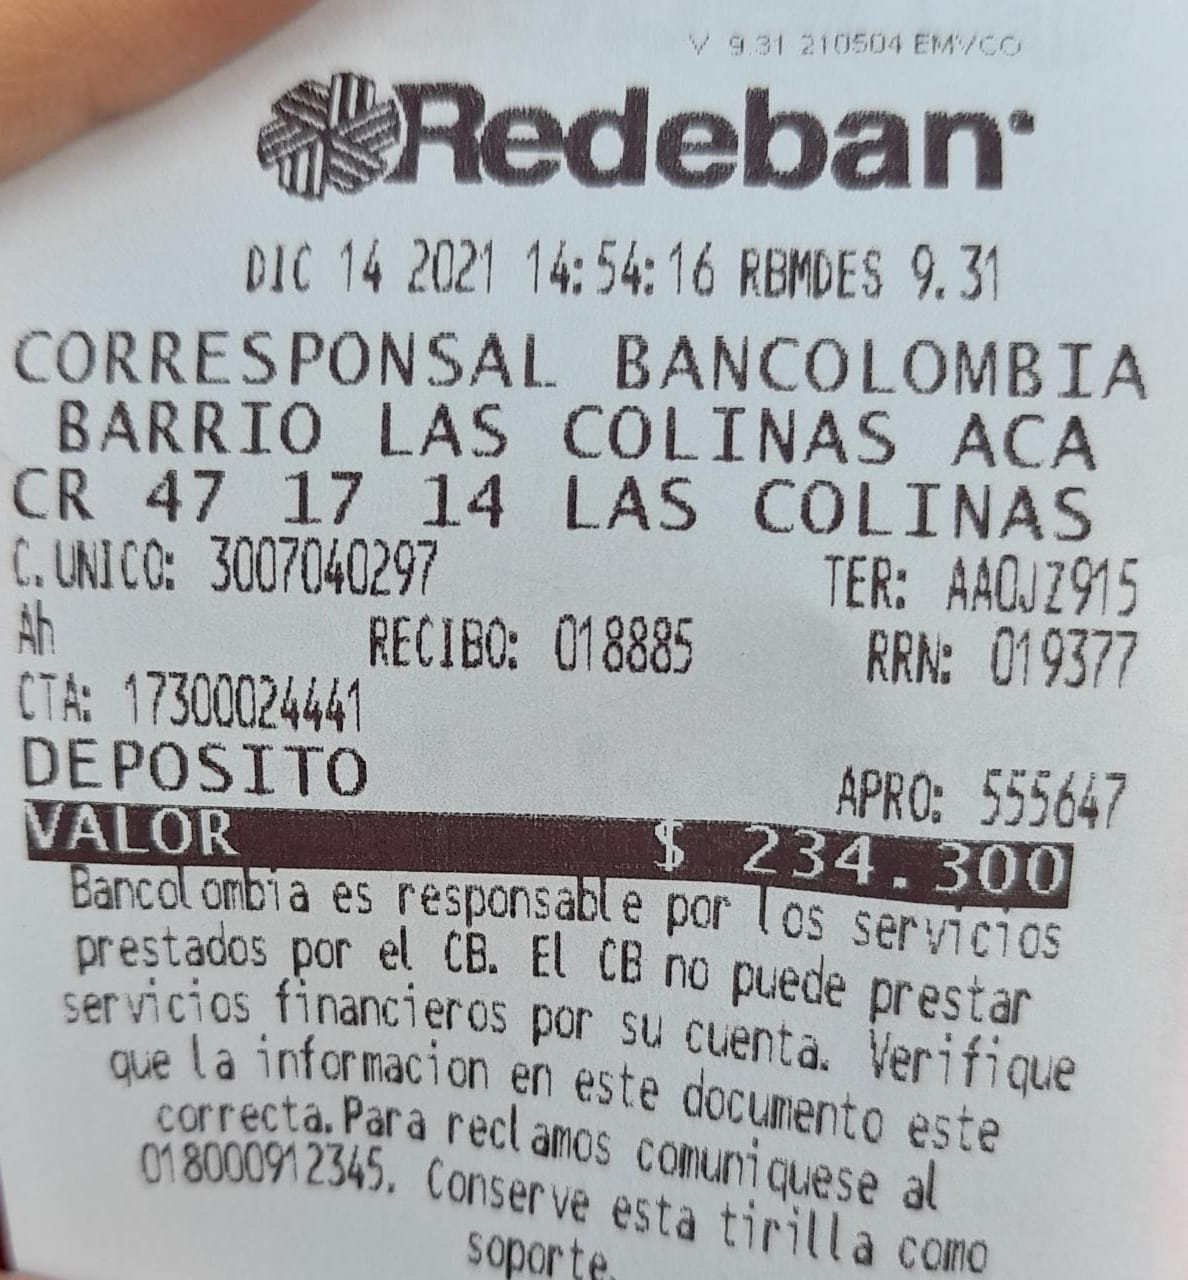 V 9.31 210504 EMVCO
Redeban
DIC 14 2021 14:54:16 RBMDES 9.31
CORRESPONSAL BANCOLOMBIA
BARRIO LAS COLINAS ACA
CR 47 17 14 LAS COLINAS
C.UNICO: 3007040297 TER: AAOJZ915
Ah RECIBO: 018885 RRN: 019377
CTA: 17300024441
DEPOSITO APRO: 555647
VALOR $ 234.300
Bancolombia es responsable por los servicios
prestados por el CB. El CB no puede prestar
servicios financieros por su cuenta. Verifique
que la informacion en este documento este
correcta.Para reclamos comuniquese al
018000912345. Conserve esta tirilla como
soporte.